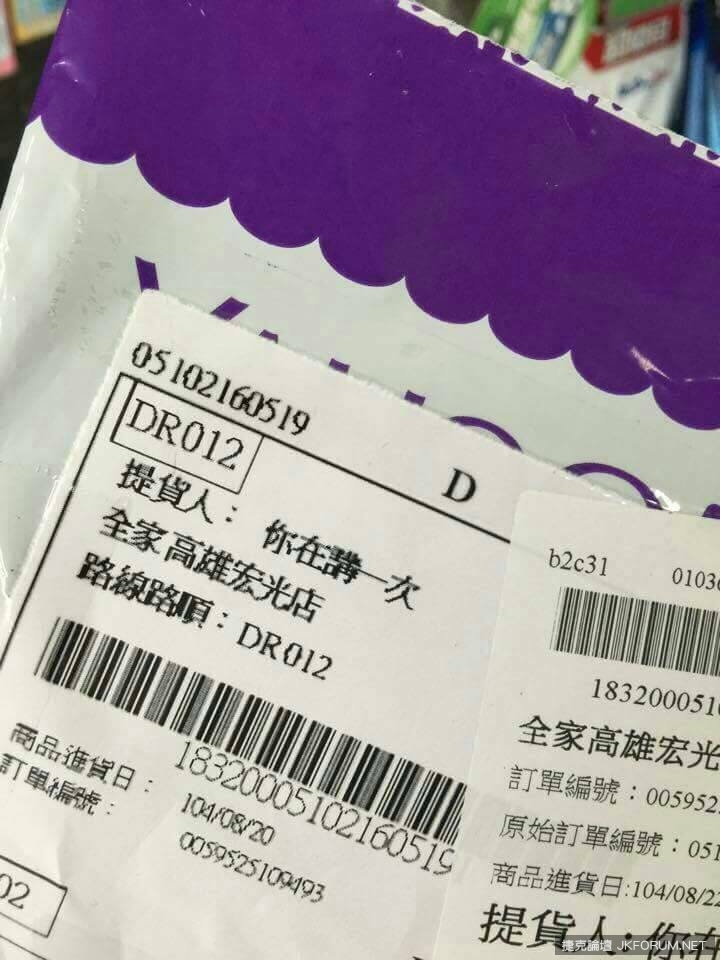 05102160519
DR012
D
提貨人： 你在講一次
全家高雄宏光店
路線路順：DR012
18320005102160519
商品進貨日：104/08/20
訂單編號：0059525109493
02
b2c31 0103
1832000510
全家高雄宏光
訂單編號：005952
原始訂單編號：051
商品進貨日:104/08/22
提貨人：你在
捷克論壇 JKFORUM.NET